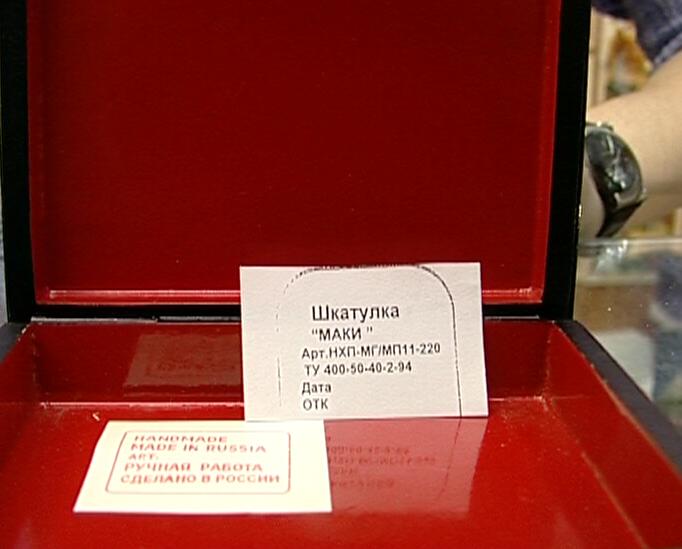 Шкатулка
“МАКИ ”
Арт.НХП-МГ/МП11-220
ТУ 400-50-40-2-94
Дата
ОТК
HANDMADE
MADE IN RUSSIA
АРТ.
РУЧНАЯ РАБОТА
СДЕЛАНО В РОССИИ